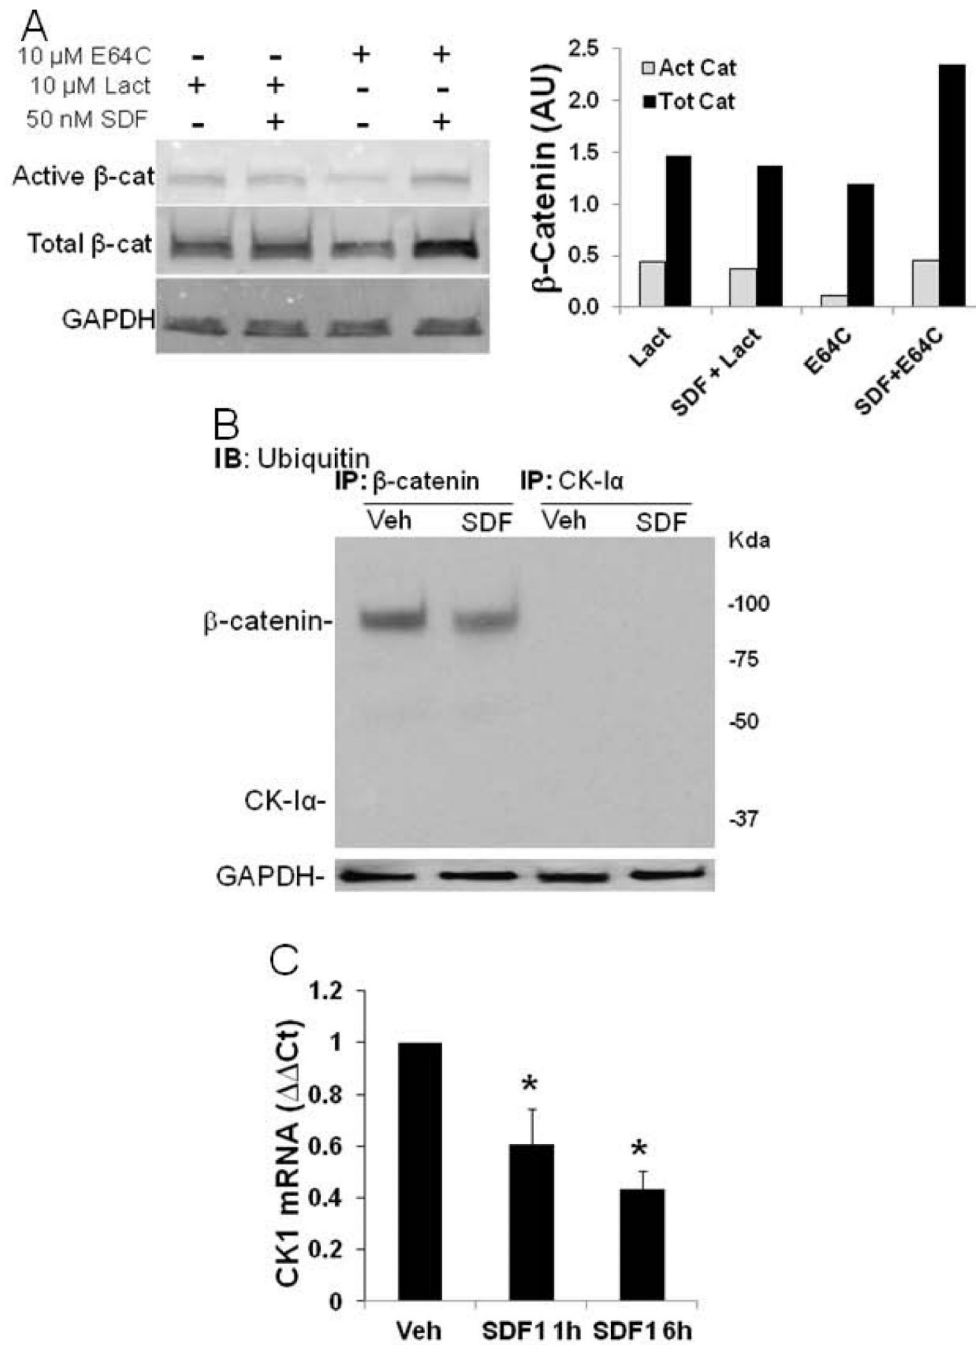 A
10 µM E64C - - + +
10 µM Lact + + - -
50 nM SDF - + - +
Active β-cat
Total β-cat
GAPDH
β-Catenin (AU)
2.5
2.0
1.5
1.0
0.5
0.0
Act Cat
Tot Cat
Lact
SDF + Lact
E64C
SDF+E64C
B
IB: Ubiquitin
IP: β-catenin IP: CK-Iα
Veh SDF Veh SDF
Kda
β-catenin-
-100
-75
-50
CK-Iα-
-37
GAPDH-
C
CK1 mRNA (ΔΔCt)
1.2
1
0.8
0.6
0.4
0.2
0
*
*
Veh SDF1 1h SDF1 6h